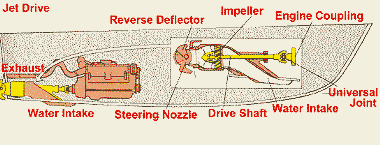 Jet Drive
Reverse Deflector
Impeller
Engine Coupling
Exhaust
Water Intake
Steering Nozzle
Drive Shaft
Water Intake
Universal
Joint